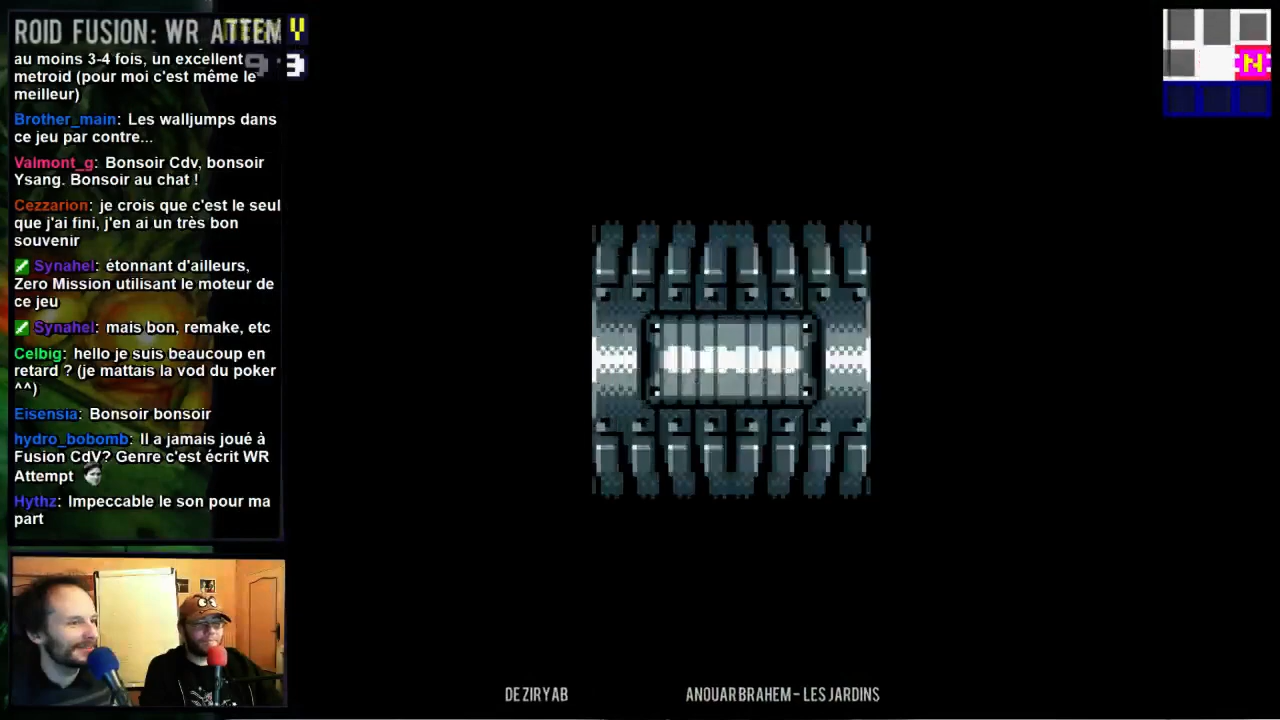 ROID FUSION: WR ATTEM
au moins 3-4 fois, un excellent
metroid (pour moi c'est même le
meilleur)
Brother_main: Les walljumps dans
ce jeu par contre...
Valmont_g: Bonsoir Cdv, bonsoir
Ysang. Bonsoir au chat !
Cezzarion: je crois que c'est le seul
que j'ai fini, j'en ai un très bon
souvenir
Synahel: étonnant d'ailleurs,
Zero Mission utilisant le moteur de
ce jeu
Synahel: mais bon, remake, etc
Celbig: hello je suis beaucoup en
retard ? (je mattais la vod du poker
^^)
Eisensia: Bonsoir bonsoir
hydro_bobomb: Il a jamais joué à
Fusion CdV? Genre c'est écrit WR
Attempt
Hythz: Impeccable le son pour ma
part
Y
93
N
DE ZIRYAB
ANOUAR BRAHEM - LES JARDINS